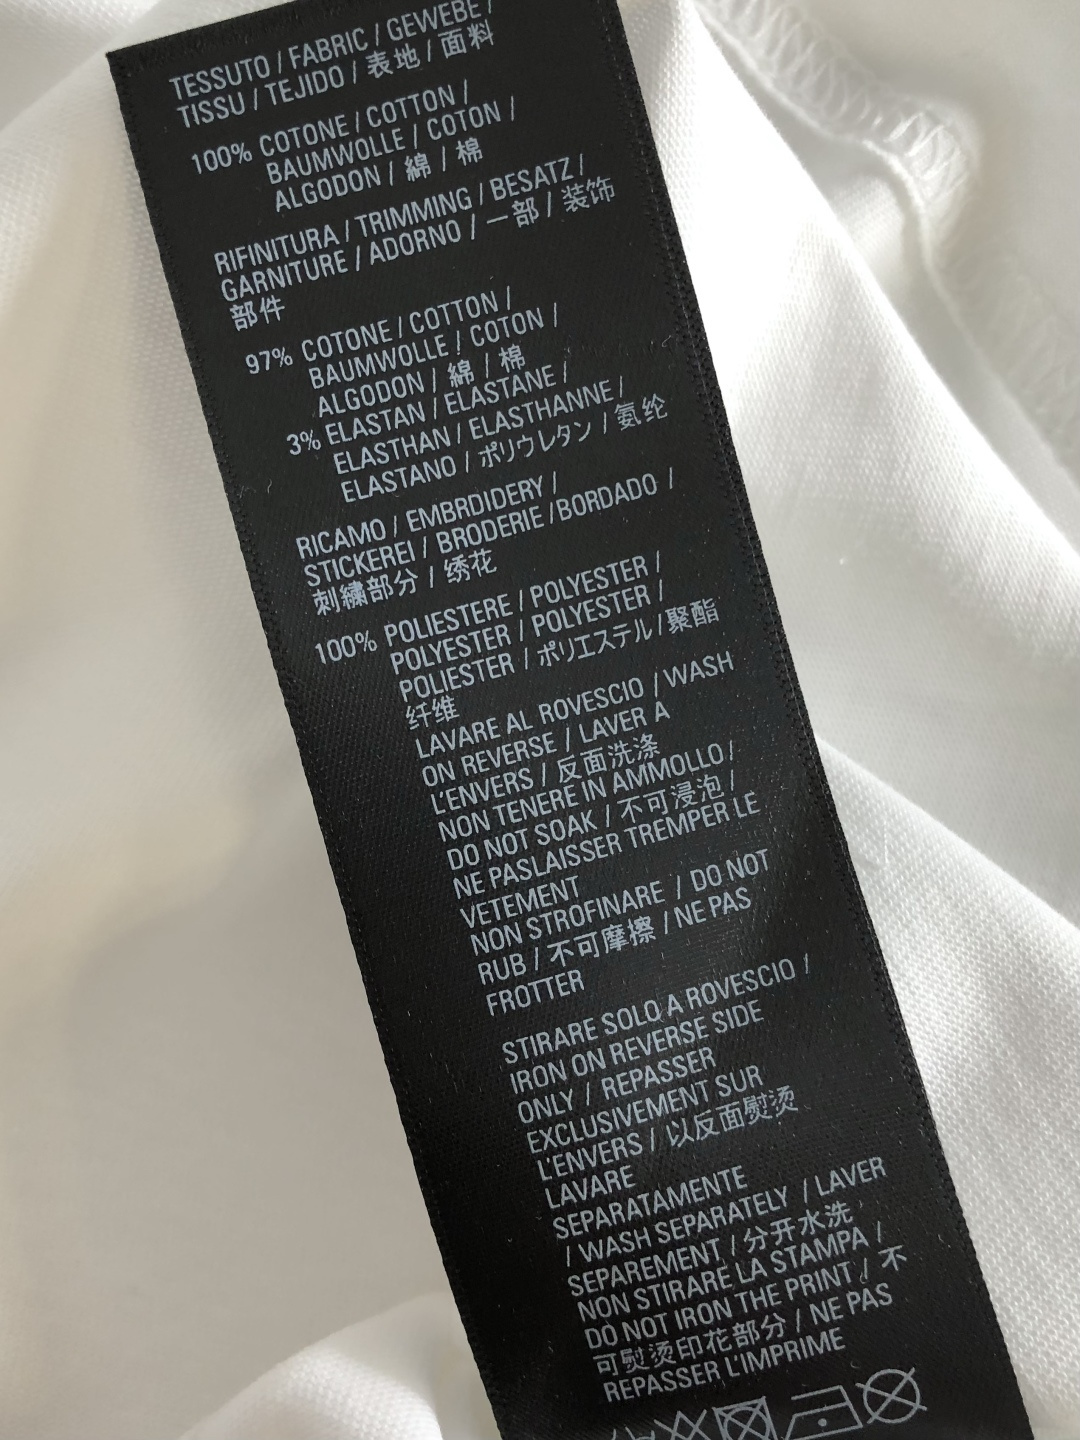 TESSUTO / FABRIC / GEWEBE /
TISSU / TEJIDO / 表地 / 面料
100% COTONE / COTTON /
BAUMWOLLE / COTON /
ALGODON / 綿 / 棉
RIFINITURA / TRIMMING / BESATZ /
GARNITURE / ADORNO / 一部 / 装饰
部件
97% COTONE / COTTON /
BAUMWOLLE / COTON /
ALGODON / 綿 / 棉
3% ELASTAN / ELASTANE /
ELASTHAN / ELASTHANNE /
ELASTANO / ポリウレタン / 氨纶
RICAMO / EMBRDIDERY /
STICKEREI / BRODERIE /BORDADO /
刺繍部分 / 绣花
100% POLIESTERE / POLYESTER /
POLYESTER / POLYESTER /
POLIESTER / ポリエステル / 聚酯
纤维
LAVARE AL ROVESCIO / WASH
ON REVERSE / LAVER A
L'ENVERS / 反面洗涤
NON TENERE IN AMMOLLO /
DO NOT SOAK / 不可浸泡 /
NE PASLAISSER TREMPER LE
VETEMENT
NON STROFINARE / DO NOT
RUB / 不可摩擦 / NE PAS
FROTTER
STIRARE SOLO A ROVESCIO /
IRON ON REVERSE SIDE
ONLY / REPASSER
EXCLUSIVEMENT SUR
L'ENVERS / 以反面熨烫
LAVARE
SEPARATAMENTE
/ WASH SEPARATELY / LAVER
SEPAREMENT / 分开水洗
NON STIRARE LA STAMPA /
DO NOT IRON THE PRINT / 不
可熨烫印花部分 / NE PAS
REPASSER L'IMPRIME